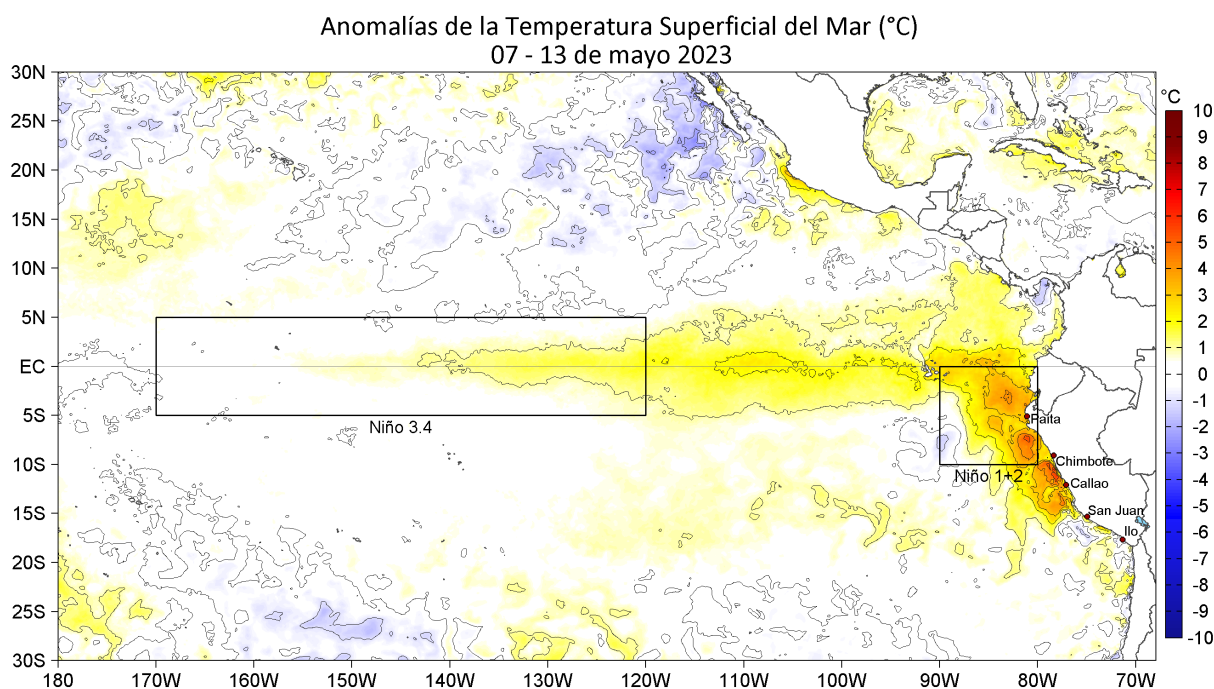 Anomalías de la Temperatura Superficial del Mar (°C)
07 - 13 de mayo 2023
30N
25N
20N
15N
10N
5N
EC
5S
10S
15S
20S
25S
30S
180
170W
160W
150W
140W
130W
120W
110W
100W
90W
80W
70W
Niño 3.4
Niño 1+2
Paita
Chimbote
Callao
San Juan
Ilo
°C
10
9
8
7
6
5
4
3
2
1
0
-0
-1
-2
-3
-4
-5
-6
-7
-8
-9
-10